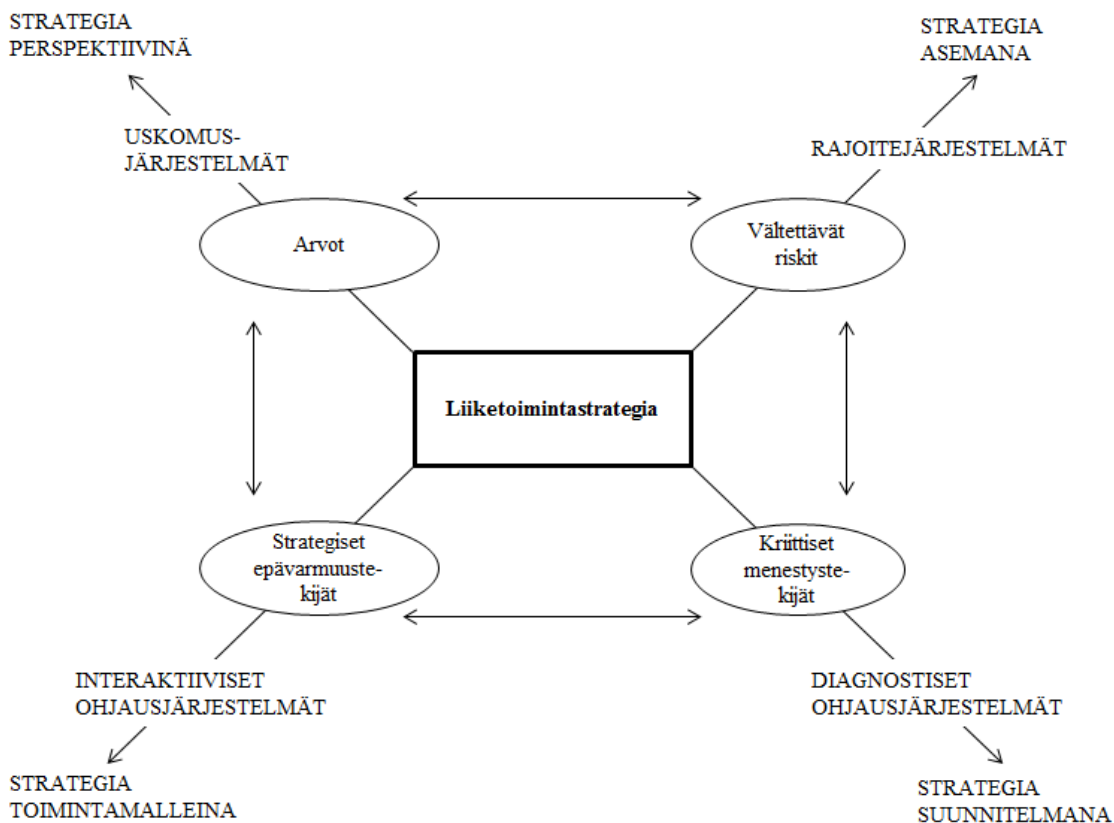 STRATEGIA
PERSPEKTIIVINÄ
STRATEGIA
ASEMANA
USKOMUS-
JÄRJESTELMÄT
RAJOITEJÄRJESTELMÄT
Arvot
Vältettävät
riskit
Liiketoimintastrategia
Strategiset
epävarmuuste-
kijät
Kriittiset
menestyste-
kijät
INTERAKTIIVISET
OHJAUSJÄRJESTELMÄT
DIAGNOSTISET
OHJAUSJÄRJESTELMÄT
STRATEGIA
TOIMINTAMALLEINA
STRATEGIA
SUUNNITELMANA